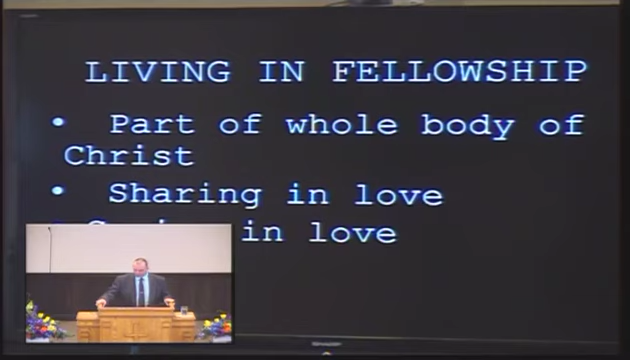 LIVING IN FELLOWSHIP
• Part of whole body of
Christ
• Sharing in love
in love